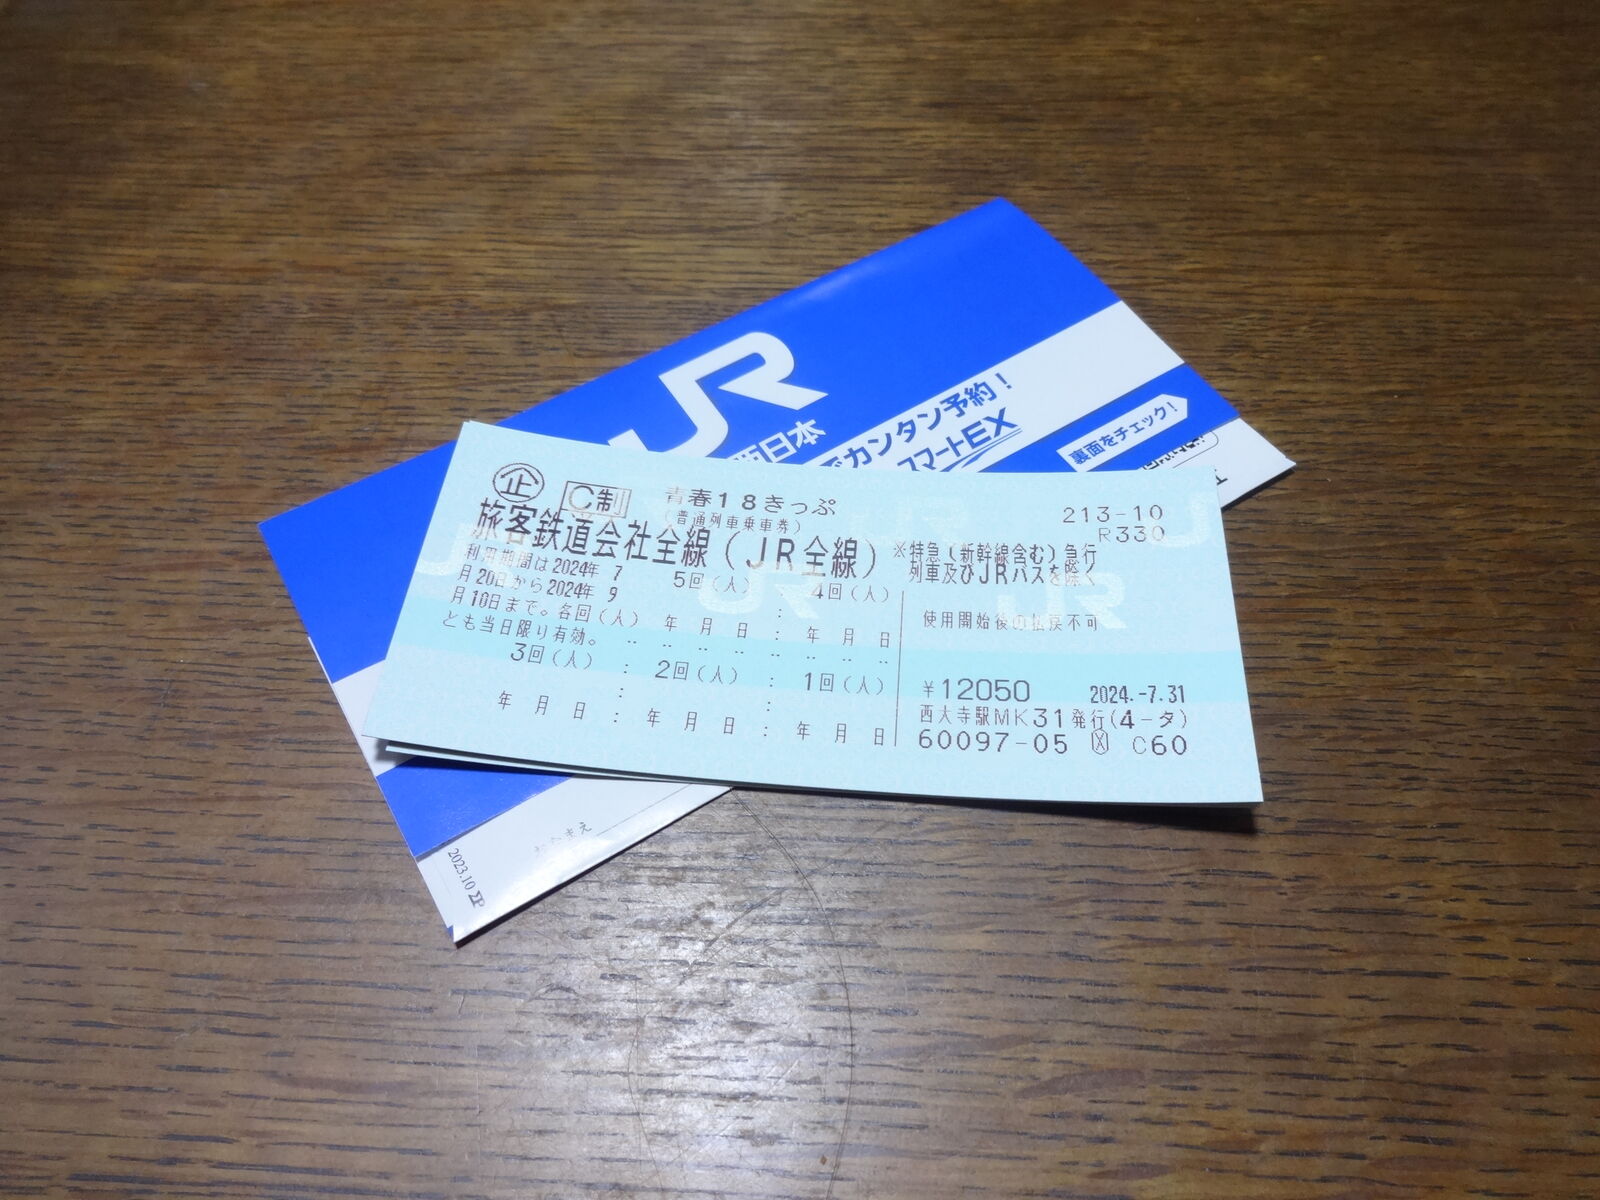 JR
西日本
カンタン予約！
スマートEX
裏面をチェック！
企 C制 青春18きっぷ
(普通列車乗車券)
213-10
R330
旅客鉄道会社全線(JR全線)
※特急(新幹線含む)急行
列車及びJRバスを除く
利用期間は2024年 7
月20日から2024年 9
月10日まで。各回(人)
とも当日限り有効。
5回(人) : 4回(人)
年 月 日 : 年 月 日
使用開始後の払戻不可
3回(人) : 2回(人) : 1回(人)
年 月 日 : 年 月 日 : 年 月 日
¥12050 2024.-7.31
西大寺駅MK31発行(4-タ)
60097-05 C60
おなまえ
2023.10